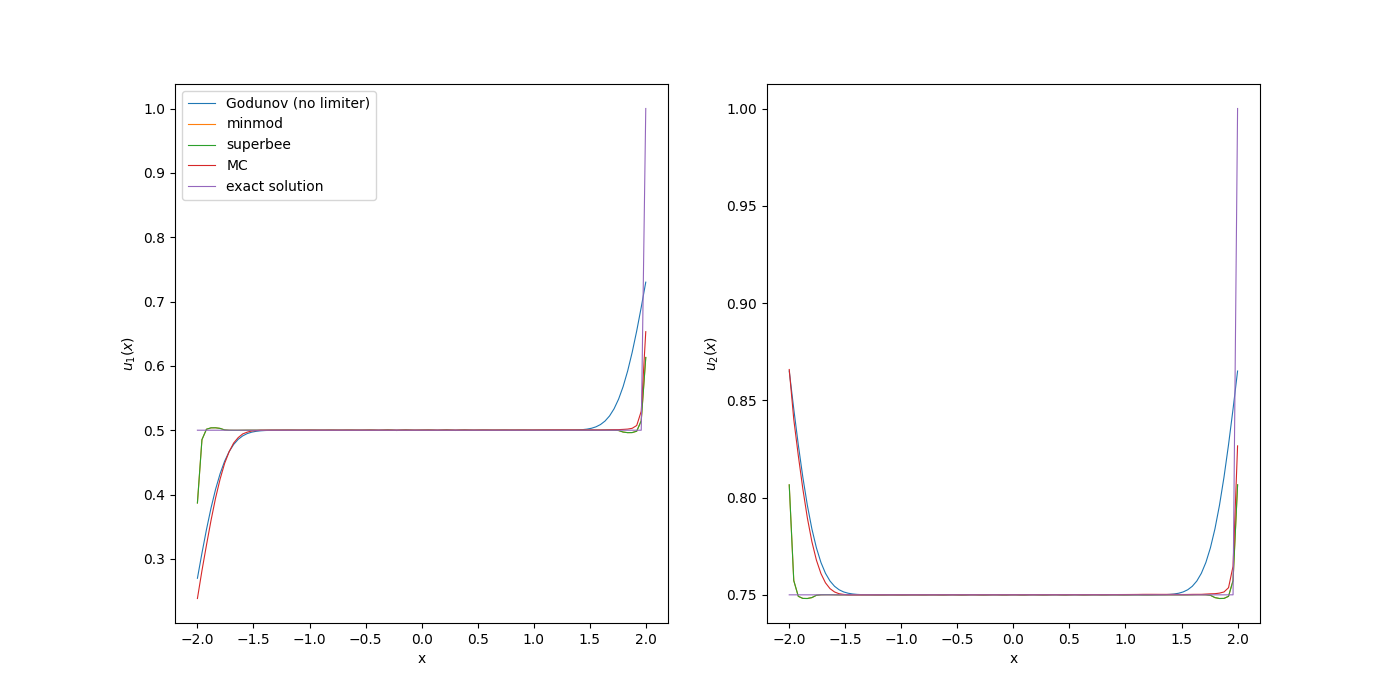 1.0
0.9
0.8
0.7
0.6
0.5
0.4
0.3
u₁(x)
Godunov (no limiter)
minmod
superbee
MC
exact solution
−2.0 −1.5 −1.0 −0.5 0.0 0.5 1.0 1.5 2.0
x
1.00
0.95
0.90
0.85
0.80
0.75
u₂(x)
−2.0 −1.5 −1.0 −0.5 0.0 0.5 1.0 1.5 2.0
x